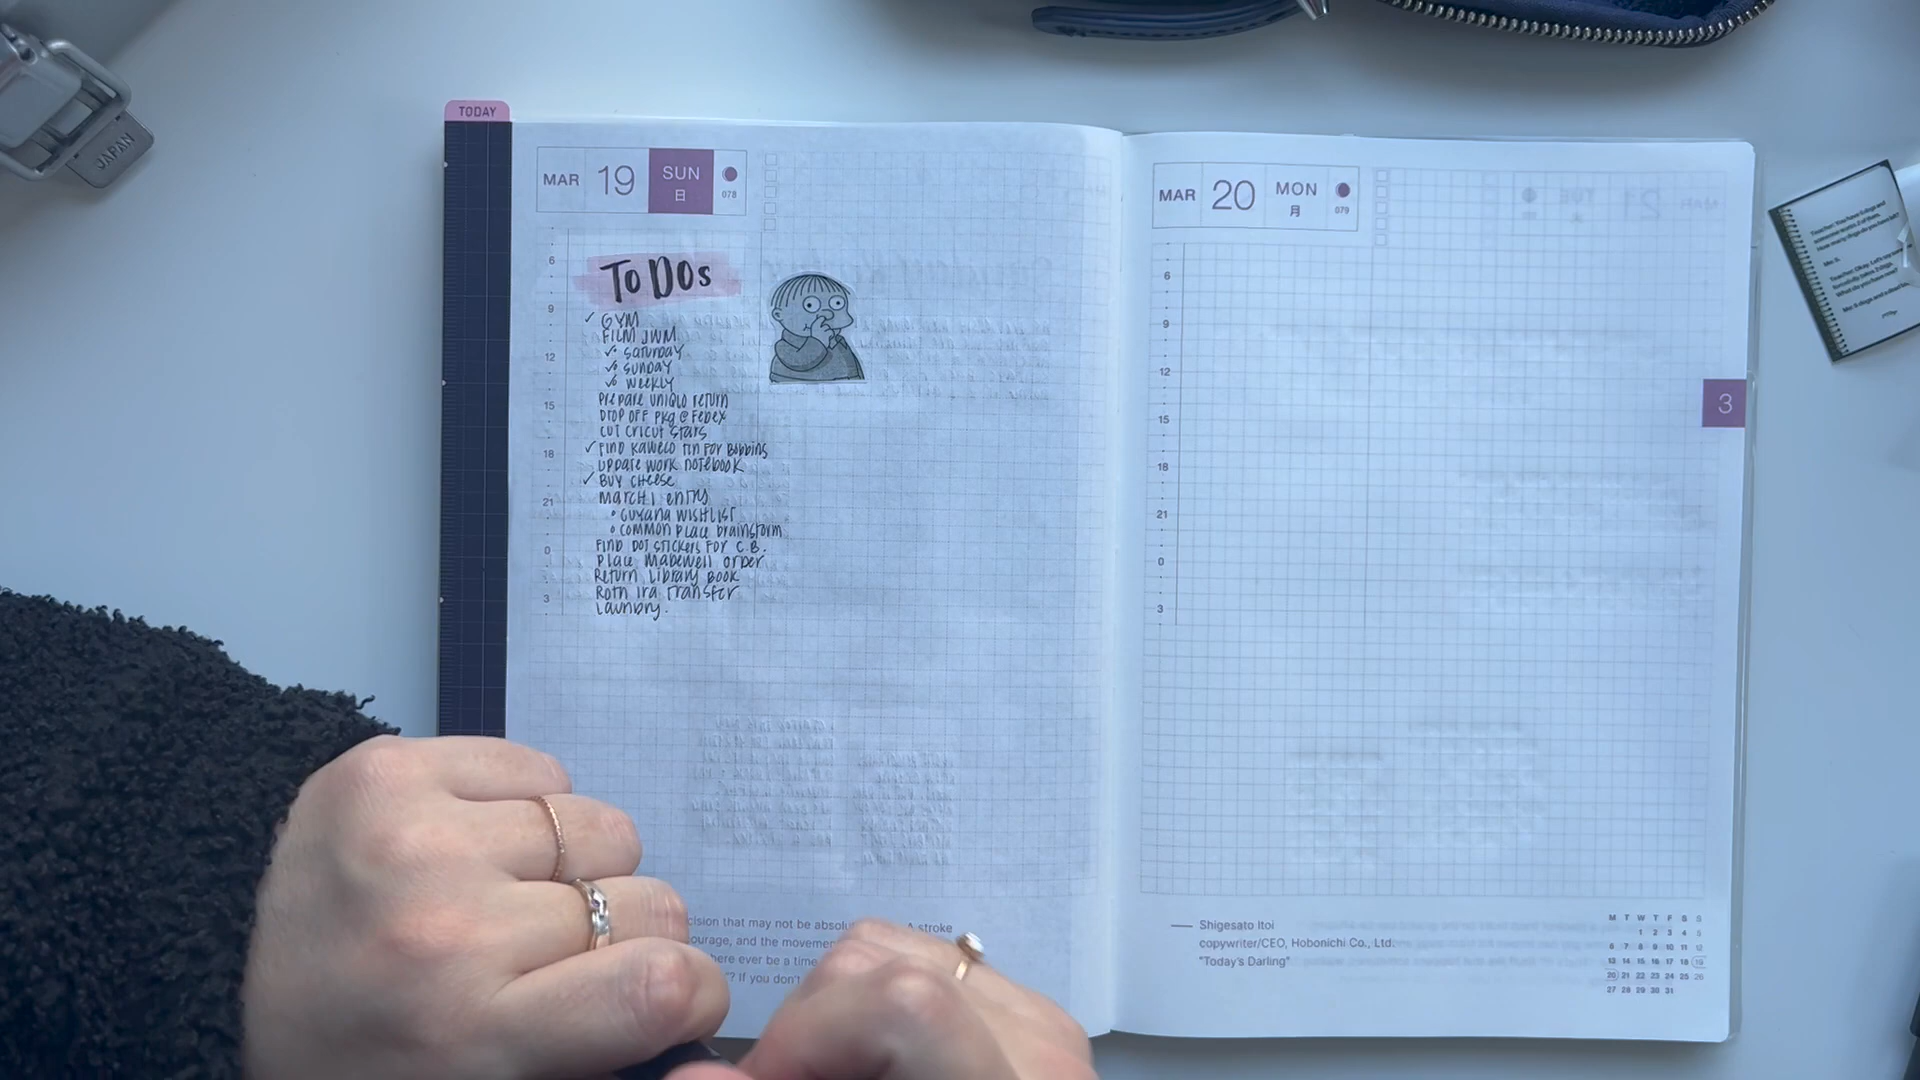 JAPAN
TODAY
MAR 19 SUN
日 078
To DOs
✓ GYM
FILM JWM
✓ SATURDAY
✓ SUNDAY
✓ WEEKLY
PREPARE UNIQLO RETURN
DROP OFF PKG @ FEDEX
CUT CRICUT STARS
✓ FIND KAWECO TIN FOR BOBBINS
UPDATE WORK NOTEBOOK
✓ BUY CHEESE
MARCH 1 ENTRY
• GUYANA WISHLIST
• COMMON PLACE BRAINSTORM
FIND DOT STICKERS FOR C.B.
PLACE MADEWELL ORDER
RETURN LIBRARY BOOK
ROTH IRA TRANSFER
LAUNDRY.
6
9
12
15
18
21
0
3
cision that may not be absolu A stroke
ourage, and the movemen
here ever be a time
"? If you don't
MAR 20 MON
月 079
6
9
12
15
18
21
0
3
3
Shigesato Itoi
copywriter/CEO, Hobonichi Co., Ltd.
"Today's Darling"
M T W T F S S
1 2 3 4 5
6 7 8 9 10 11 12
13 14 15 16 17 18 19
20 21 22 23 24 25 26
27 28 29 30 31